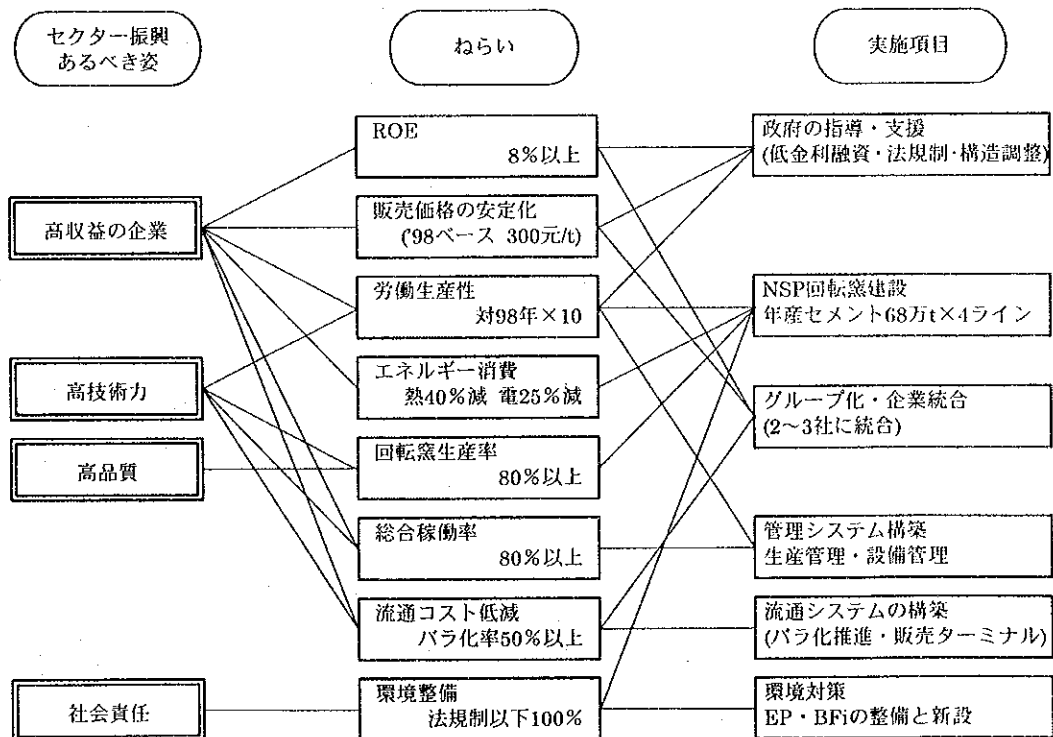 セクター振興
あるべき姿
ねらい
実施項目
高収益の企業
高技術力
高品質
社会責任
ROE
8%以上
販売価格の安定化
('98ベース 300元/t)
労働生産性
対98年×10
エネルギー消費
熱40%減 電25%減
回転窯生産率
80%以上
総合稼働率
80%以上
流通コスト低減
バラ化率50%以上
環境整備
法規制以下100%
政府の指導・支援
(低金利融資・法規制・構造調整)
NSP回転窯建設
年産セメント68万t×4ライン
グループ化・企業統合
(2～3社に統合)
管理システム構築
生産管理・設備管理
流通システムの構築
(バラ化推進・販売ターミナル)
環境対策
EP・BFiの整備と新設